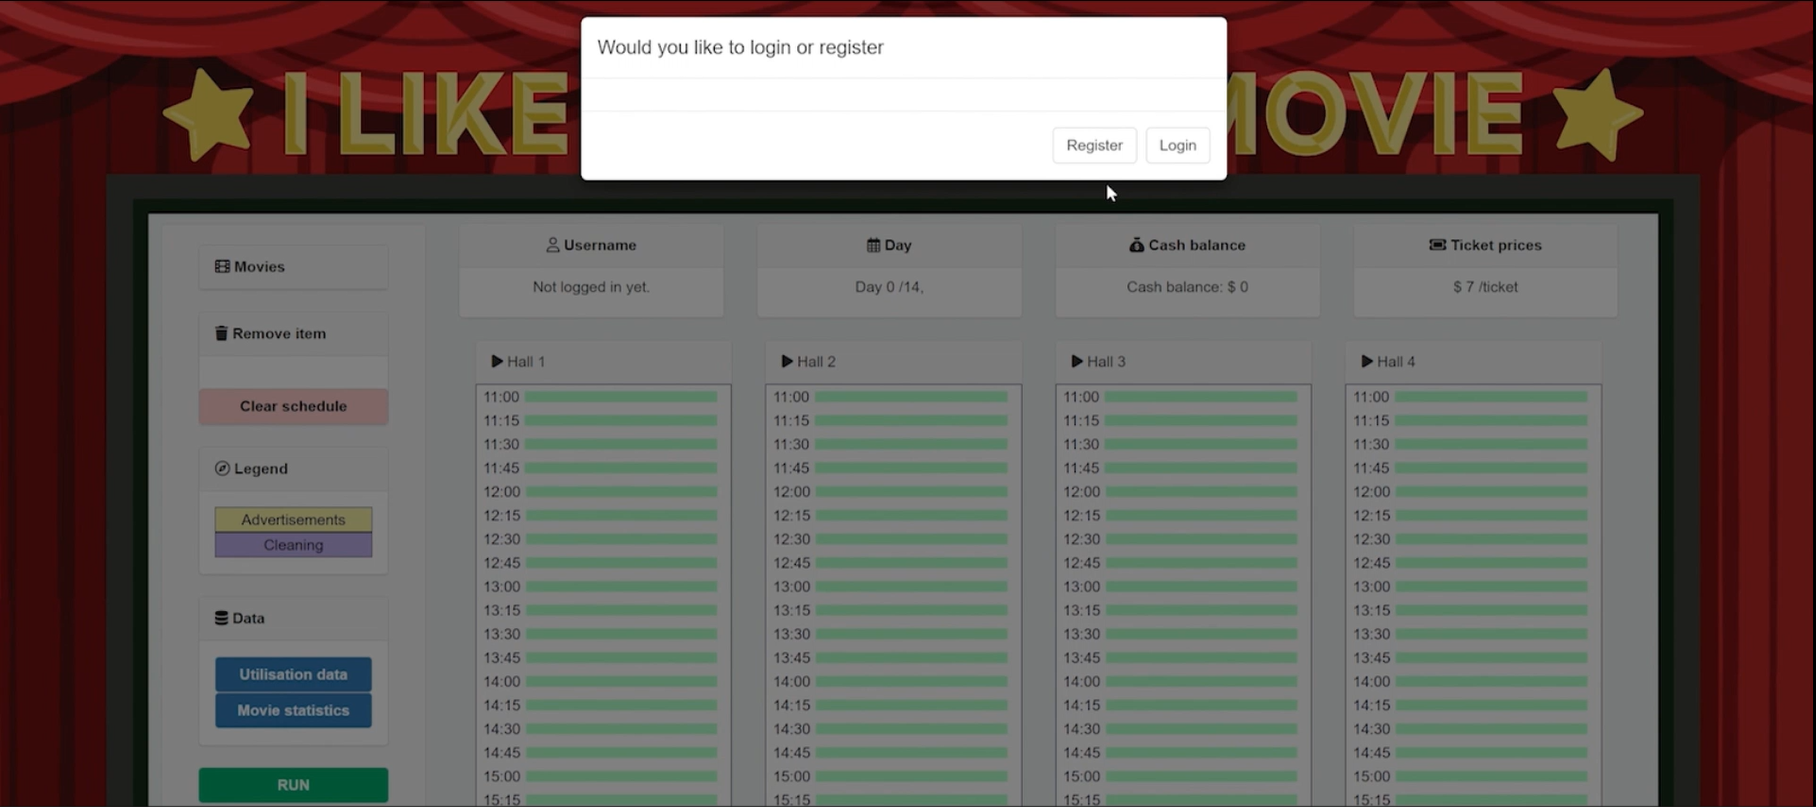 Would you like to login or register
Register
Login
I LIKE MOVIE
Movies
Remove item
Clear schedule
Legend
Advertisements
Cleaning
Data
Utilisation data
Movie statistics
RUN
Username
Not logged in yet.
Day
Day 0 /14,
Cash balance
Cash balance: $ 0
Ticket prices
$ 7 /ticket
Hall 1
11:00
11:15
11:30
11:45
12:00
12:15
12:30
12:45
13:00
13:15
13:30
13:45
14:00
14:15
14:30
14:45
15:00
15:15
Hall 2
11:00
11:15
11:30
11:45
12:00
12:15
12:30
12:45
13:00
13:15
13:30
13:45
14:00
14:15
14:30
14:45
15:00
15:15
Hall 3
11:00
11:15
11:30
11:45
12:00
12:15
12:30
12:45
13:00
13:15
13:30
13:45
14:00
14:15
14:30
14:45
15:00
15:15
Hall 4
11:00
11:15
11:30
11:45
12:00
12:15
12:30
12:45
13:00
13:15
13:30
13:45
14:00
14:15
14:30
14:45
15:00
15:15